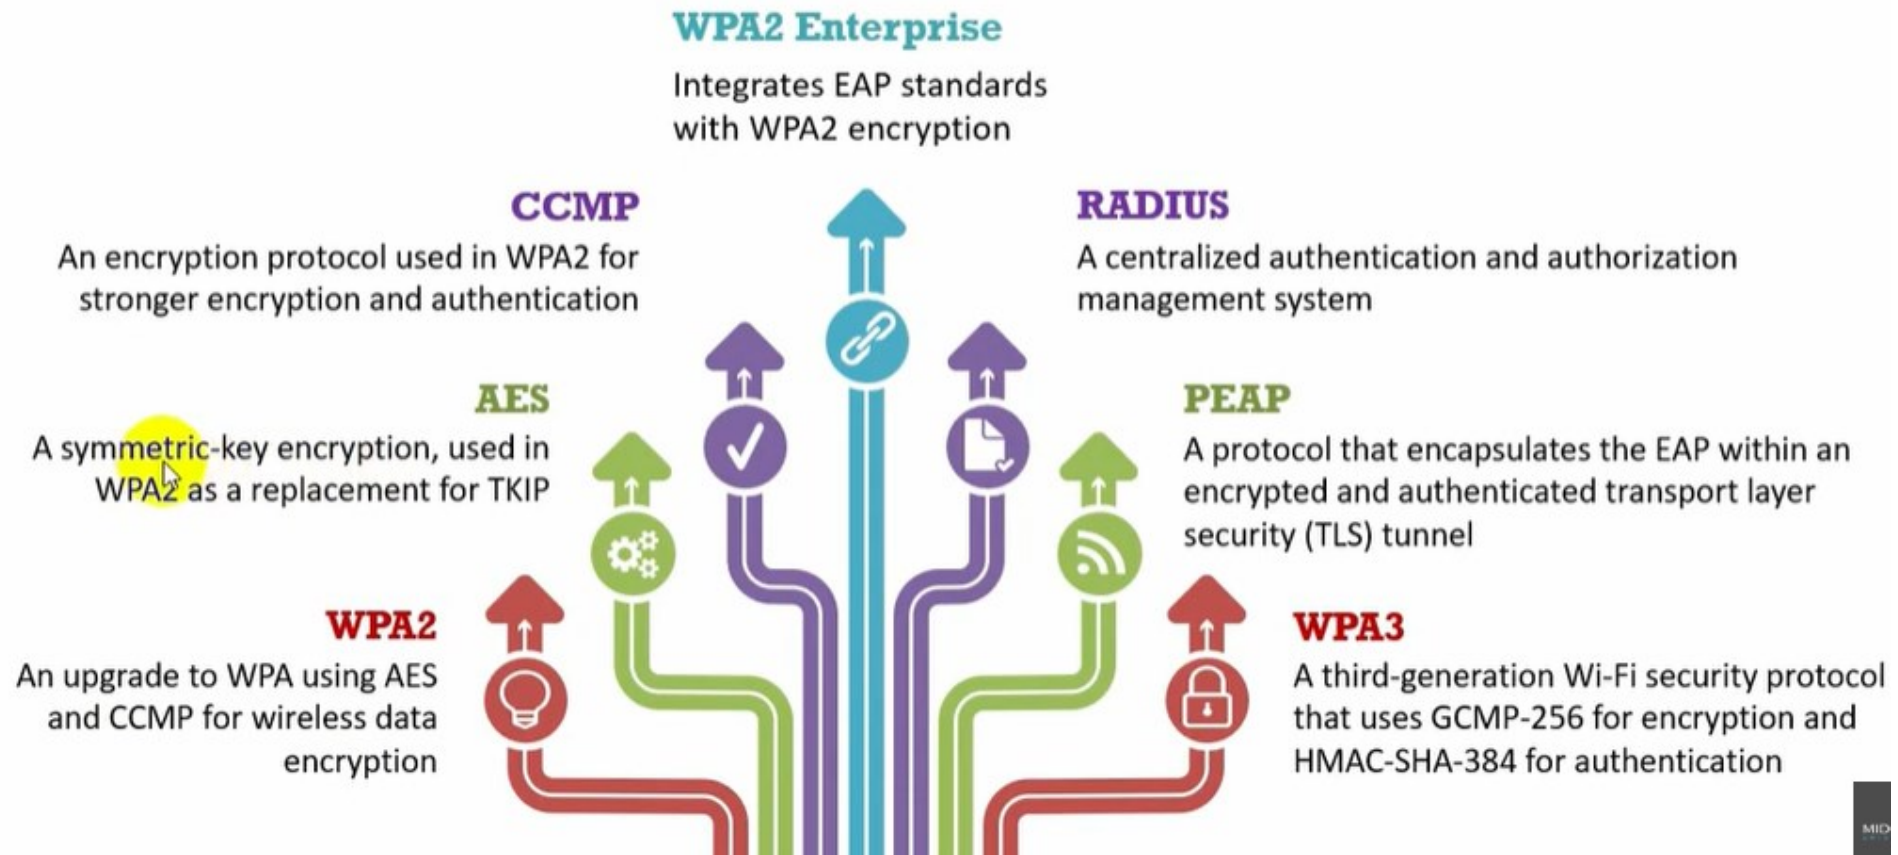 WPA2 Enterprise
Integrates EAP standards
with WPA2 encryption
CCMP
An encryption protocol used in WPA2 for
stronger encryption and authentication
RADIUS
A centralized authentication and authorization
management system
AES
A symmetric-key encryption, used in
WPA2 as a replacement for TKIP
PEAP
A protocol that encapsulates the EAP within an
encrypted and authenticated transport layer
security (TLS) tunnel
WPA2
An upgrade to WPA using AES
and CCMP for wireless data
encryption
WPA3
A third-generation Wi-Fi security protocol
that uses GCMP-256 for encryption and
HMAC-SHA-384 for authentication
MID